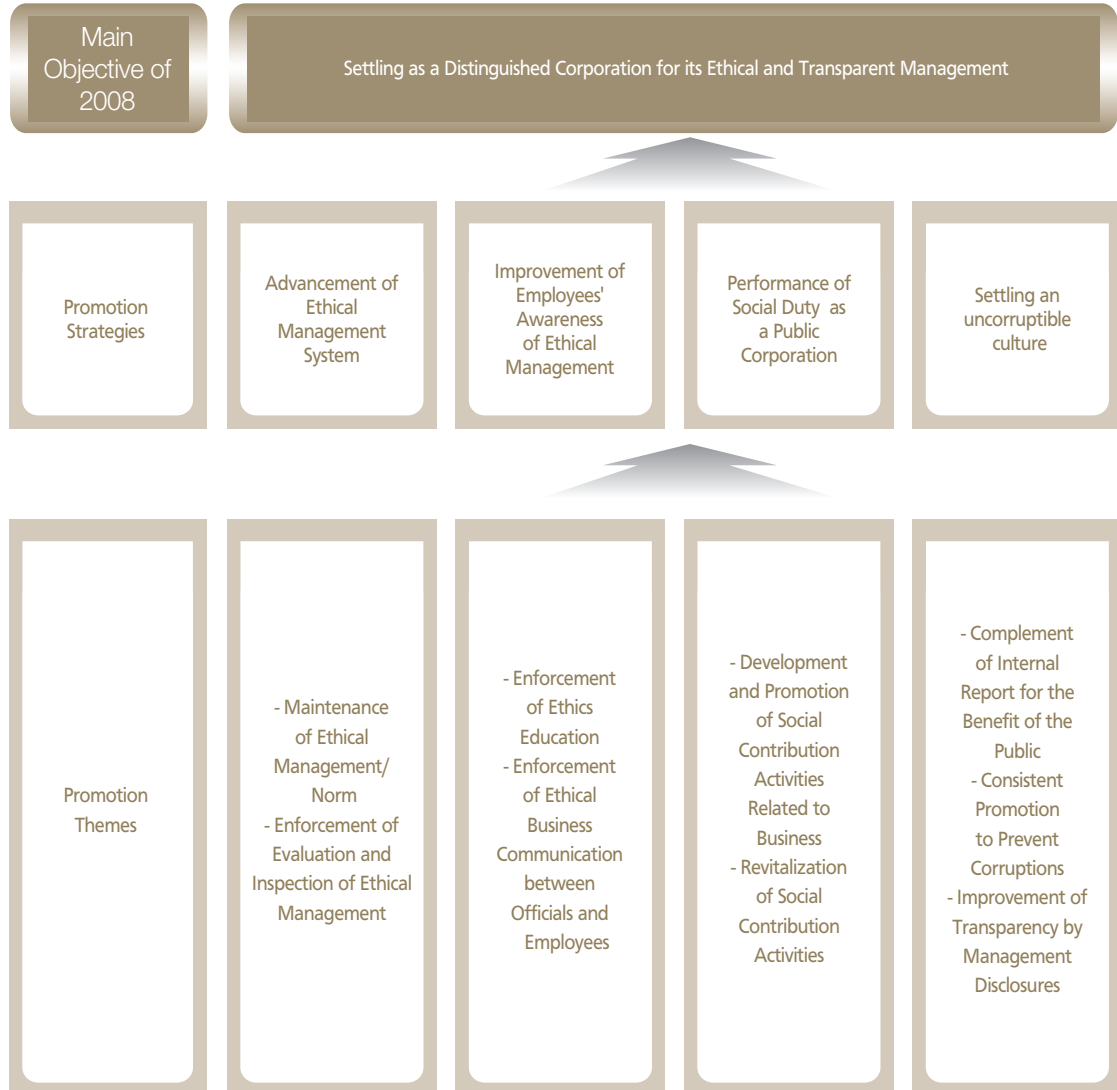 Main
Objective of
2008
Settling as a Distinguished Corporation for its Ethical and Transparent Management
Promotion
Strategies
Advancement of
Ethical
Management
System
Improvement of
Employees'
Awareness
of Ethical
Management
Performance of
Social Duty as
a Public
Corporation
Settling an
uncorruptible
culture
Promotion
Themes
- Maintenance
of Ethical
Management/
Norm
- Enforcement of
Evaluation and
Inspection of Ethical
Management
- Enforcement
of Ethics
Education
- Enforcement
of Ethical
Business
Communication
between
Officials and
Employees
- Development
and Promotion
of Social
Contribution
Activities
Related to
Business
- Revitalization
of Social
Contribution
Activities
- Complement
of Internal
Report for the
Benefit of the
Public
- Consistent
Promotion
to Prevent
Corruptions
- Improvement of
Transparency by
Management
Disclosures